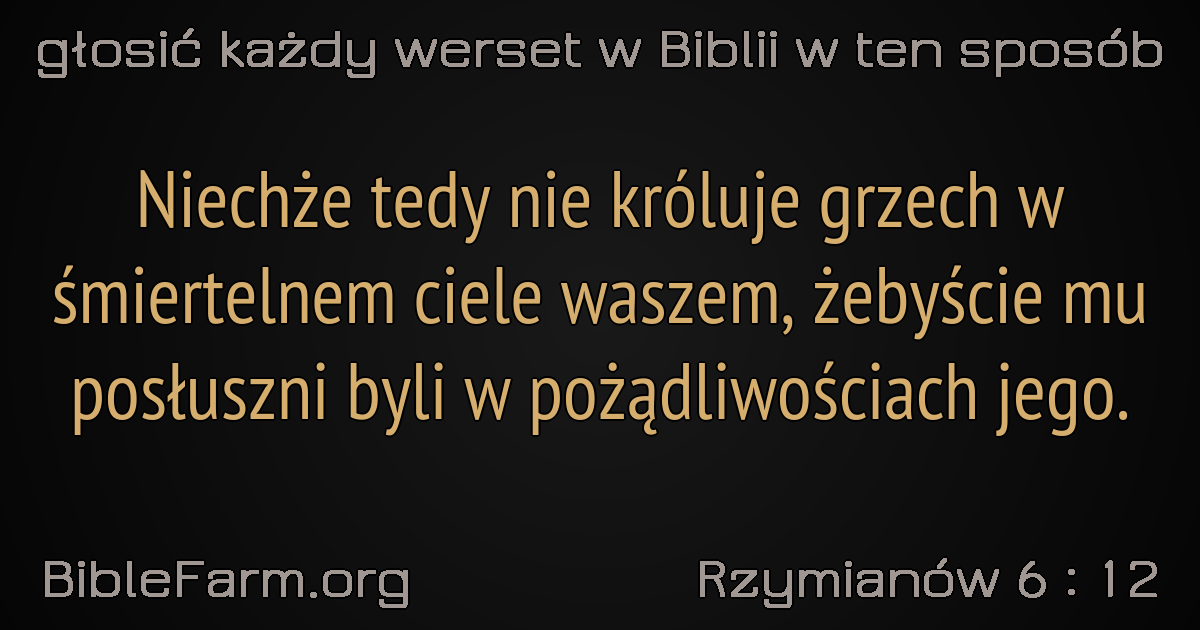 głosić każdy werset w Biblii w ten sposób
Niechże tedy nie króluje grzech w
śmiertelnem ciele waszem, żebyście mu
posłuszni byli w pożądliwościach jego.
BibleFarm.org
Rzymianów 6 : 12